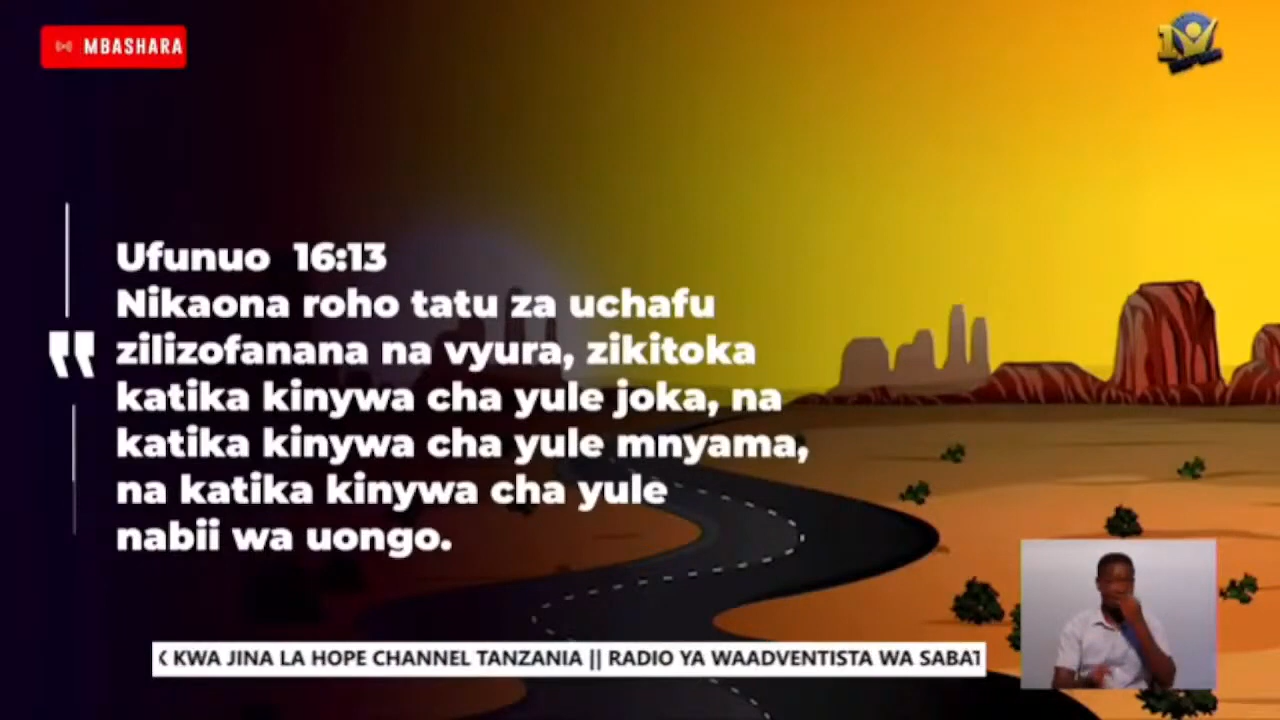 MBASHARA
Ufunuo 16:13
Nikaona roho tatu za uchafu
zilizofanana na vyura, zikitoka
katika kinywa cha yule joka, na
katika kinywa cha yule mnyama,
na katika kinywa cha yule
nabii wa uongo.
KWA JINA LA HOPE CHANNEL TANZANIA || RADIO YA WAADVENTISTA WA SABAT